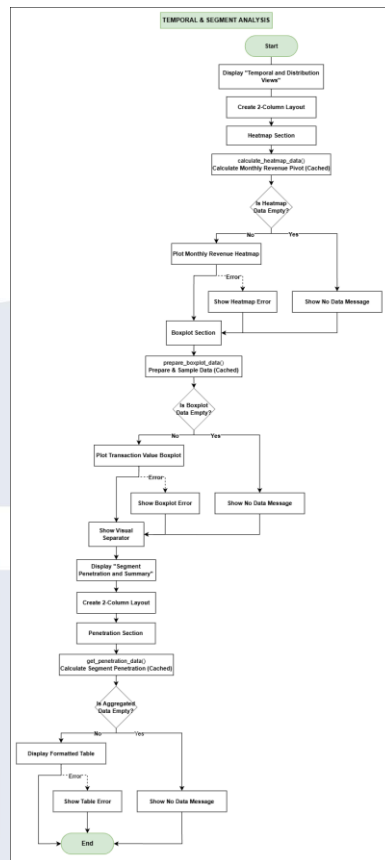 TEMPORAL & SEGMENT ANALYSIS
Start
Display "Temporal and Distribution
Views"
Create 2-Column Layout
Heatmap Section
calculate_heatmap_data()
Calculate Monthly Revenue Pivot (Cached)
Is Heatmap
Data Empty?
No
Yes
Plot Monthly Revenue Heatmap
Error
Show Heatmap Error
Show No Data Message
Boxplot Section
prepare_boxplot_data()
Prepare & Sample Data (Cached)
Is Boxplot
Data Empty?
No
Yes
Plot Transaction Value Boxplot
Error
Show Boxplot Error
Show No Data Message
Show Visual
Separator
Display "Segment
Penetration and Summary"
Create 2-Column Layout
Penetration Section
get_penetration_data()
Calculate Segment Penetration (Cached)
Is Aggregated
Data Empty?
No
Yes
Display Formatted Table
Error
Show Table Error
Show No Data Message
End